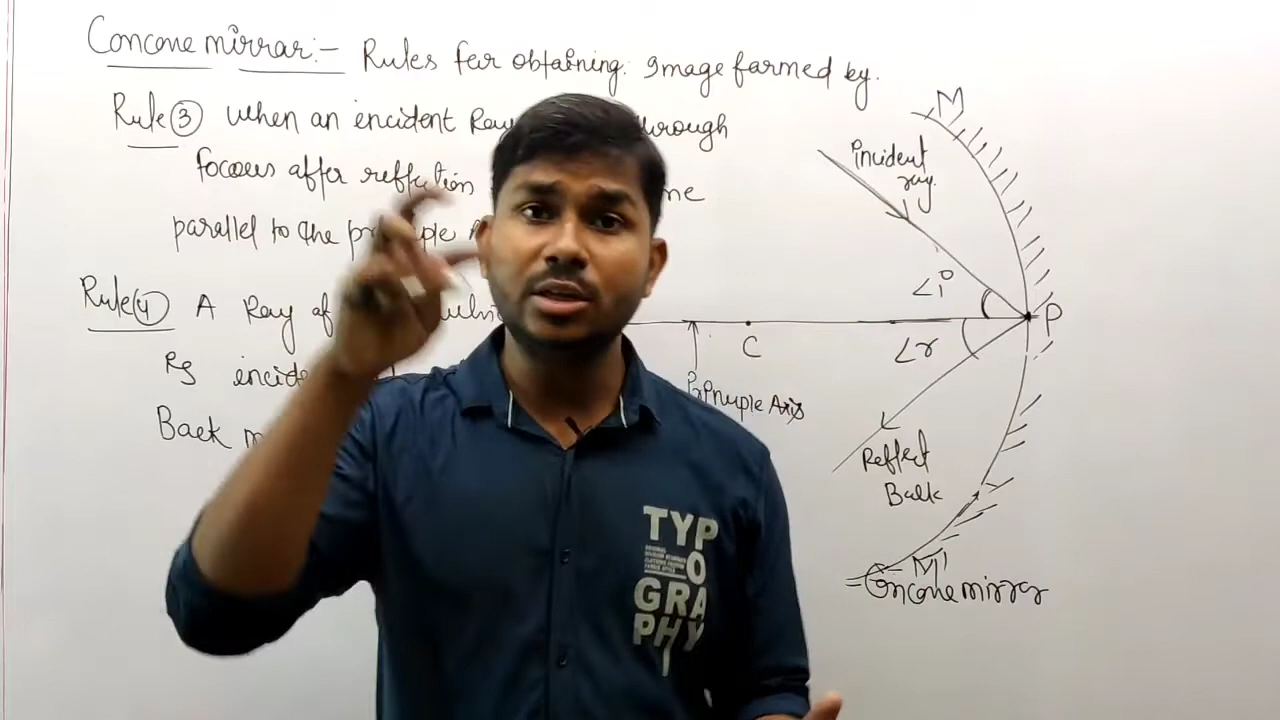 Concave mirror:- Rules for obtaining Image formed by.
Rule ③ When an incident Ray through
focus after reflection
parallel to the principle
Rule ④ A Ray of
is incide
Back
M
incident
ray.
∠i
P
C
∠r
Principle Axis
Reflect
Back
M'
Concave mirror
TYP
O
GRA
PHY